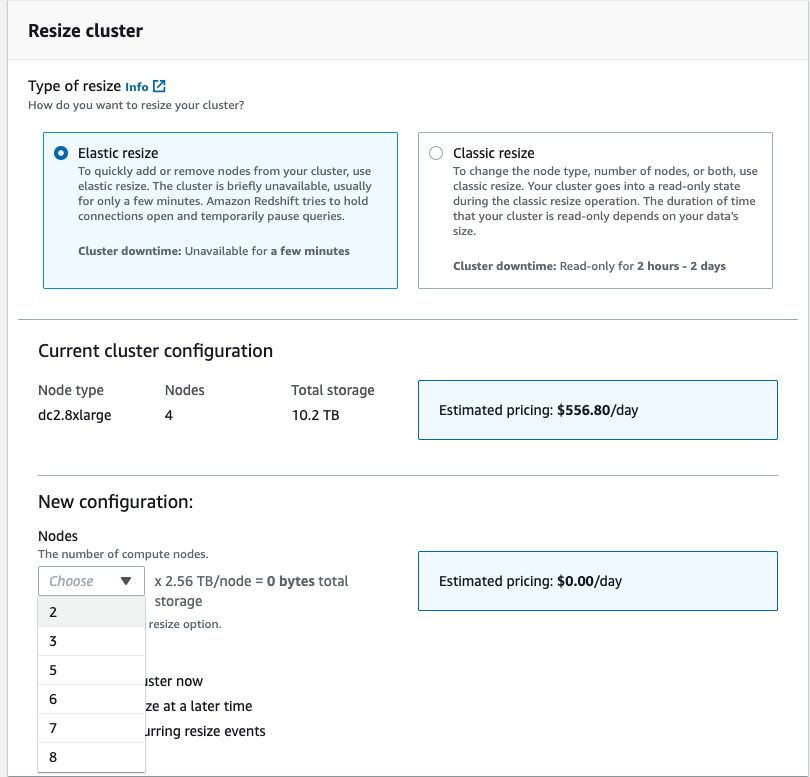 Resize cluster
Type of resize Info
How do you want to resize your cluster?
Elastic resize
To quickly add or remove nodes from your cluster, use
elastic resize. The cluster is briefly unavailable, usually
for only a few minutes. Amazon Redshift tries to hold
connections open and temporarily pause queries.
Cluster downtime: Unavailable for a few minutes
Classic resize
To change the node type, number of nodes, or both, use
classic resize. Your cluster goes into a read-only state
during the classic resize operation. The duration of time
that your cluster is read-only depends on your data's
size.
Cluster downtime: Read-only for 2 hours - 2 days
Current cluster configuration
Node type Nodes Total storage
dc2.8xlarge 4 10.2 TB
Estimated pricing: $556.80/day
New configuration:
Nodes
The number of compute nodes.
Choose x 2.56 TB/node = 0 bytes total
storage
Estimated pricing: $0.00/day
resize option.
now
at a later time
resize events
2
3
5
6
7
8